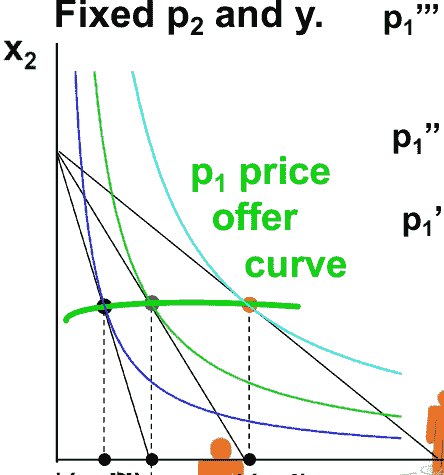 Fixed p₂ and y.
p₁’’’
x₂
p₁’’
p₁ price
offer
curve
p₁’